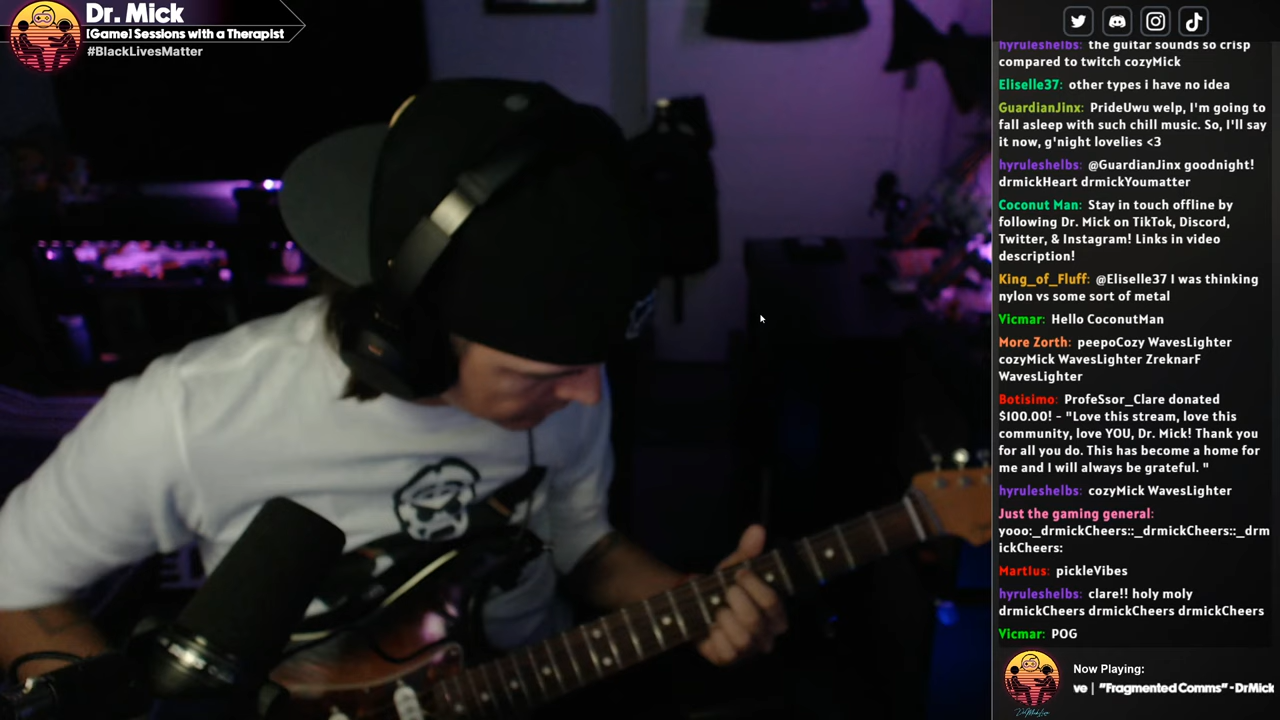 Dr. Mick
[Game] Sessions with a Therapist
#BlackLivesMatter
hyruleshelbs: the guitar sounds so crisp
compared to twitch cozyMick
Eliselle37: other types i have no idea
GuardianJinx: PrideUwu welp, I'm going to
fall asleep with such chill music. So, I'll say
it now, g'night lovelies <3
hyruleshelbs: @GuardianJinx goodnight!
drmickHeart drmickYoumatter
Coconut Man: Stay in touch offline by
following Dr. Mick on TikTok, Discord,
Twitter, & Instagram! Links in video
description!
King_of_Fluff: @Eliselle37 I was thinking
nylon vs some sort of metal
Vicmar: Hello CoconutMan
More Zorth: peepoCozy WavesLighter
cozyMick WavesLighter ZreknarF
WavesLighter
Botisimo: ProfeSsor_Clare donated
$100.00! - "Love this stream, love this
community, love YOU, Dr. Mick! Thank you
for all you do. This has become a home for
me and I will always be grateful. "
hyruleshelbs: cozyMick WavesLighter
Just the gaming general:
yooo:_drmickCheers::_drmickCheers::_drm
ickCheers:
Martlus: pickleVibes
hyruleshelbs: clare!! holy moly
drmickCheers drmickCheers drmickCheers
Vicmar: POG
Now Playing:
ve | "Fragmented Comms" - DrMick